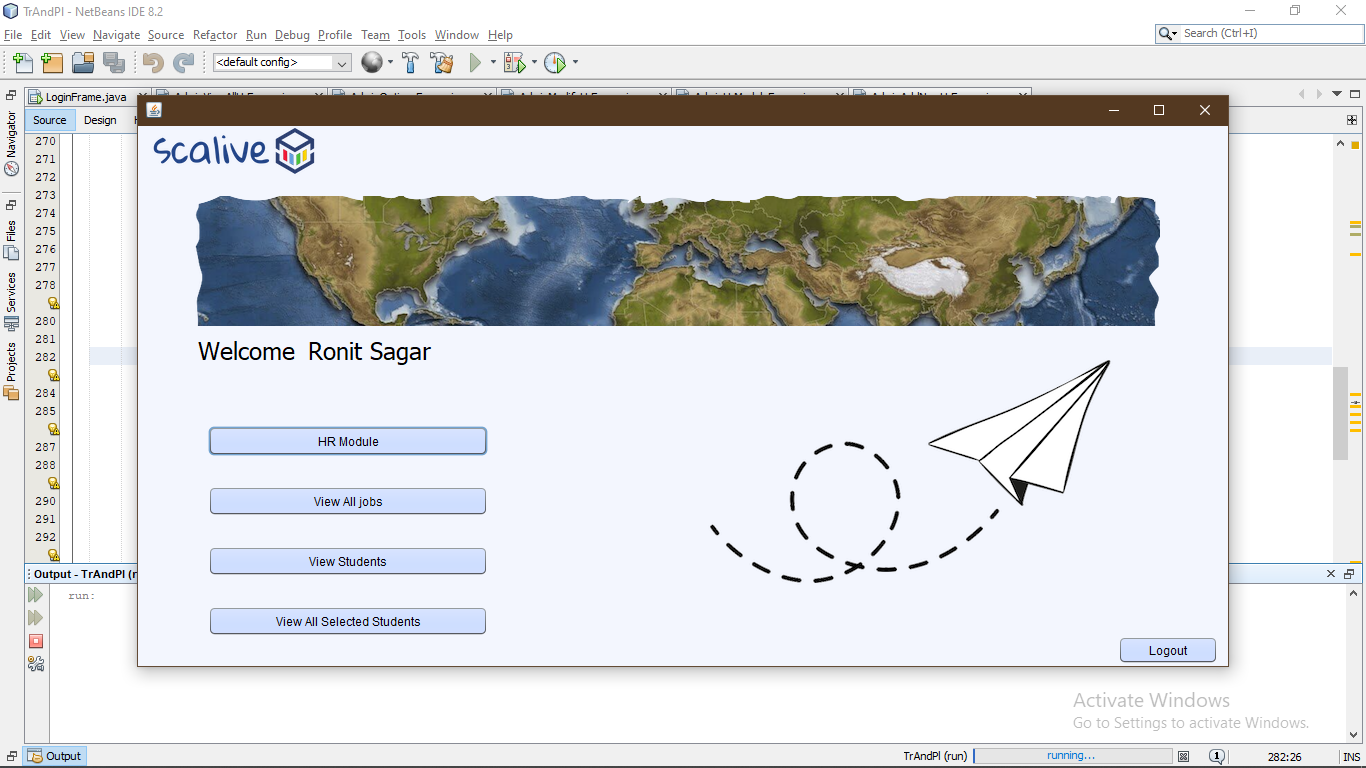 TrAndPl - NetBeans IDE 8.2
File Edit View Navigate Source Refactor Run Debug Profile Team Tools Window Help
Search (Ctrl+I)
<default config>
LoginFrame.java
Source Design
Navigator
Files
Services
Projects
270
271
272
273
274
275
276
277
278
280
281
282
284
285
287
288
290
291
292
scalive
Welcome Ronit Sagar
HR Module
View All jobs
View Students
View All Selected Students
Logout
Output - TrAndPl (r
run:
Activate Windows
Go to Settings to activate Windows.
Output
TrAndPl (run) running... 1 282:26 INS